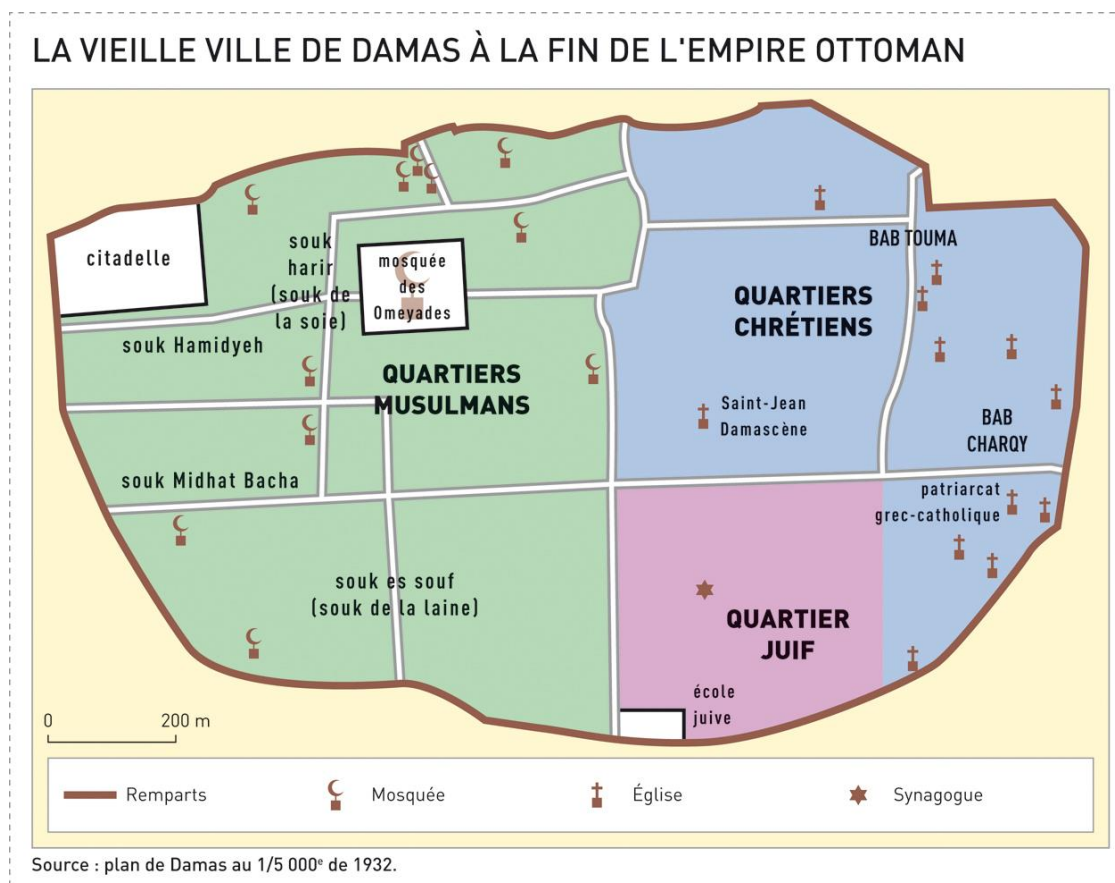 LA VIEILLE VILLE DE DAMAS À LA FIN DE L'EMPIRE OTTOMAN
citadelle
souk
harir
(souk de
la soie)
mosquée
des
Omeyades
BAB TOUMA
QUARTIERS
CHRÉTIENS
souk Hamidyeh
QUARTIERS
MUSULMANS
Saint-Jean
Damascène
BAB
CHARQY
souk Midhat Bacha
patriarcat
grec-catholique
souk es souf
(souk de la laine)
QUARTIER
JUIF
école
juive
0 200 m
Remparts Mosquée Église Synagogue
Source : plan de Damas au 1/5 000e de 1932.